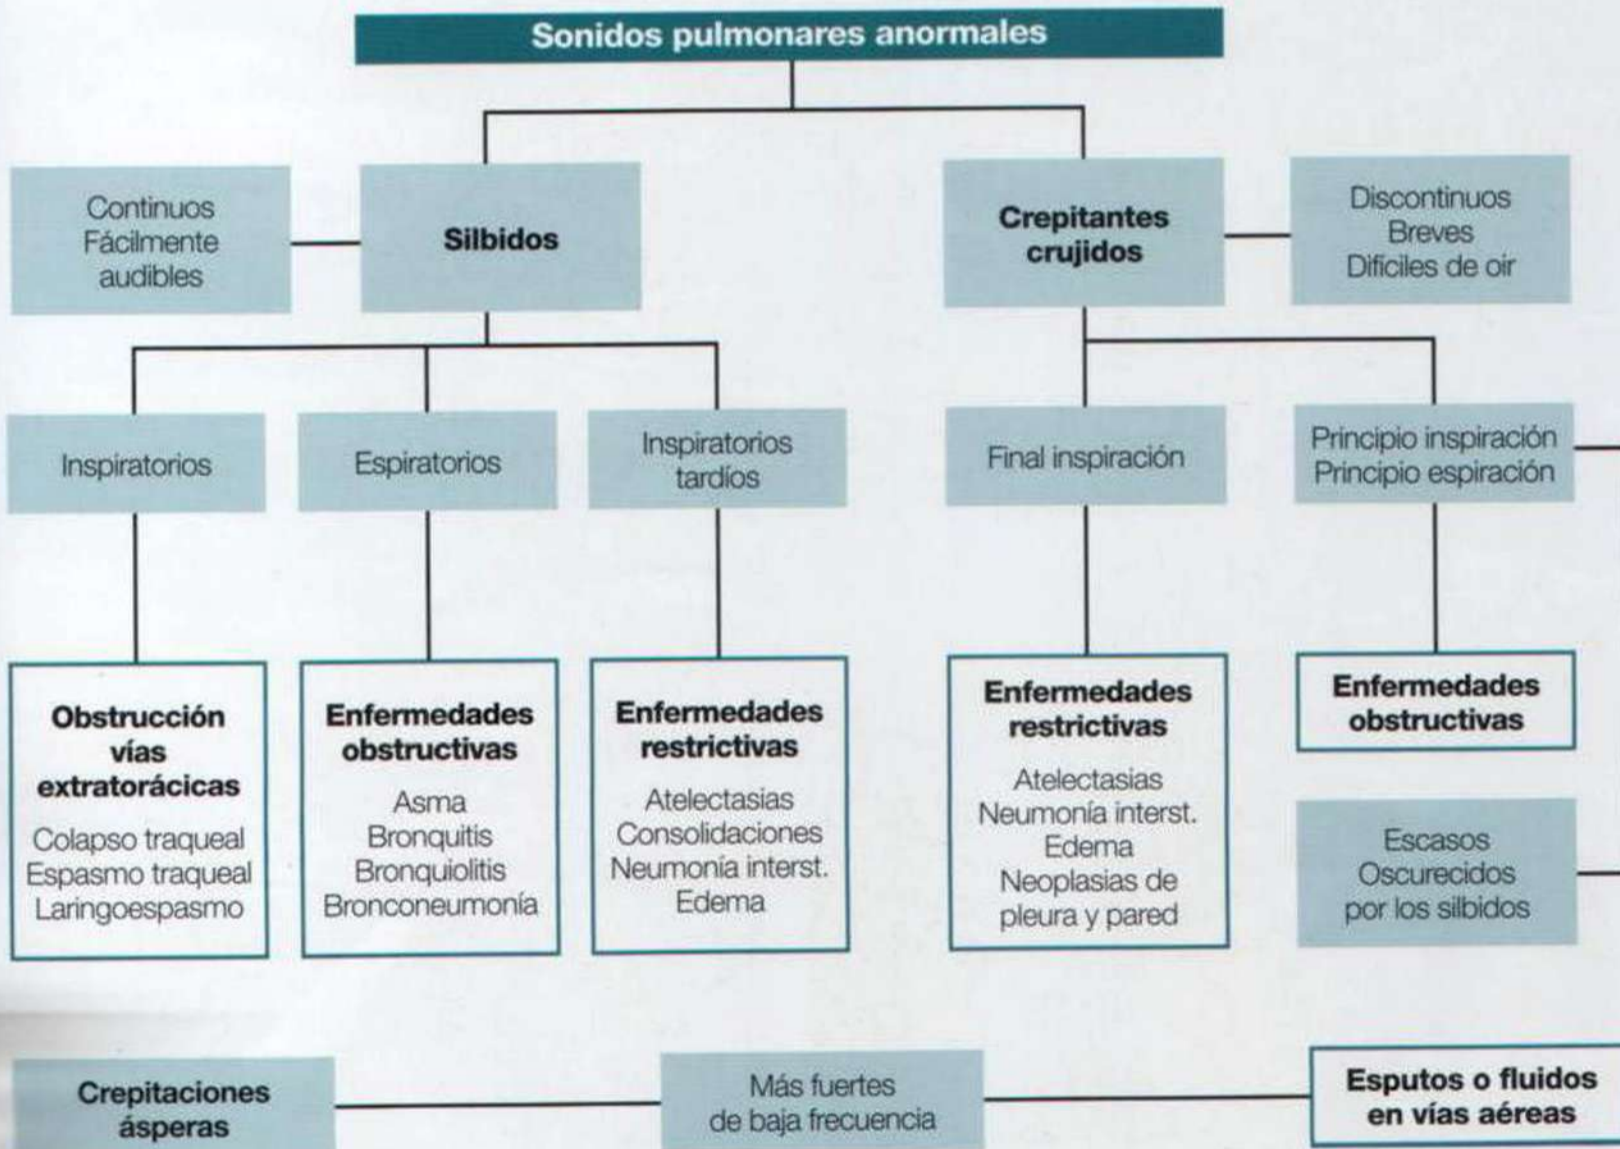 Sonidos pulmonares anormales
Continuos
Fácilmente
audibles
Silbidos
Crepitantes
crujidos
Discontinuos
Breves
Dificiles de oir
Inspiratorios
Espiratorios
Inspiratorios
tardíos
Final inspiración
Principio inspiración
Principio espiración
Obstrucción
vías
extratorácicas
Colapso traqueal
Espasmo traqueal
Laringoespasmo
Enfermedades
obstructivas
Asma
Bronquitis
Bronquiolitis
Bronconeumonía
Enfermedades
restrictivas
Atelectasias
Consolidaciones
Neumonía interst.
Edema
Enfermedades
restrictivas
Atelectasias
Neumonía interst.
Edema
Neoplasias de
pleura y pared
Enfermedades
obstructivas
Escasos
Oscurecidos
por los silbidos
Crepitaciones
ásperas
Más fuertes
de baja frecuencia
Esputos o fluidos
en vías aéreas